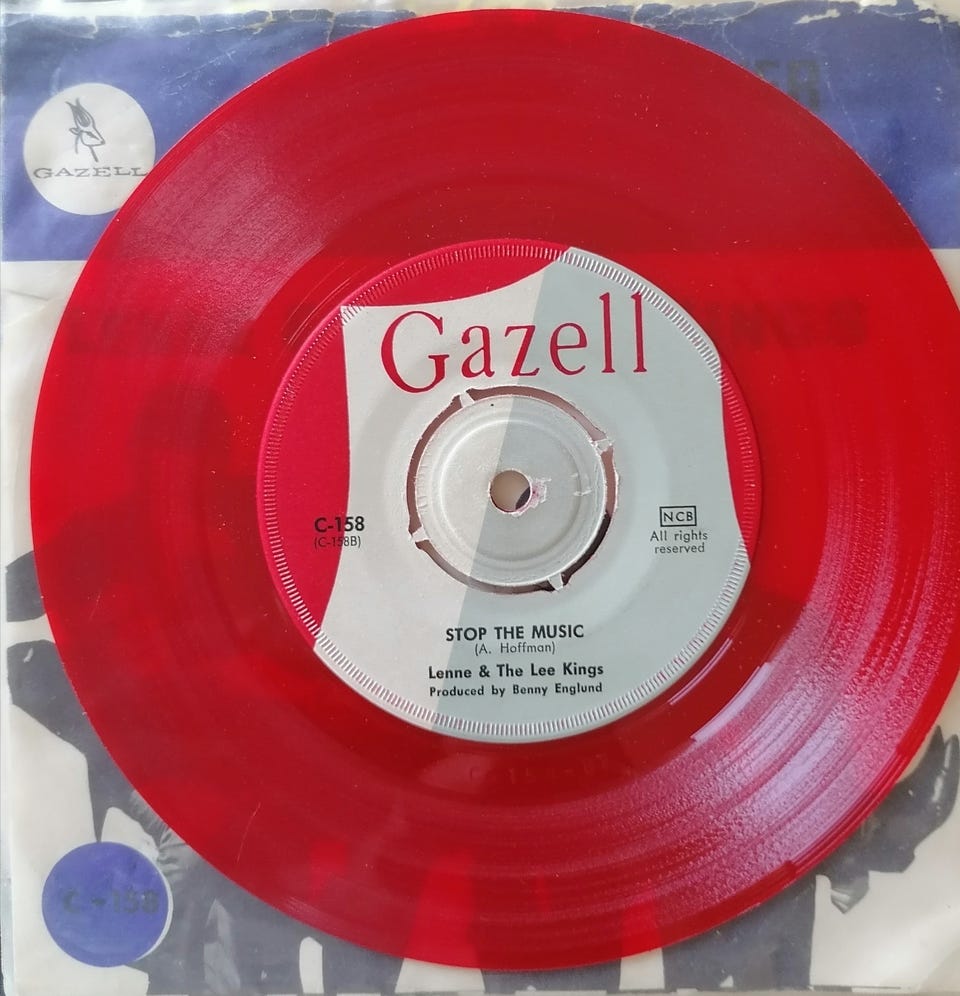 GAZELL
Gazell
C-158
(C-158B)
NCB
All rights
reserved
STOP THE MUSIC
(A. Hoffman)
Lenne & The Lee Kings
Produced by Benny Englund
C-158